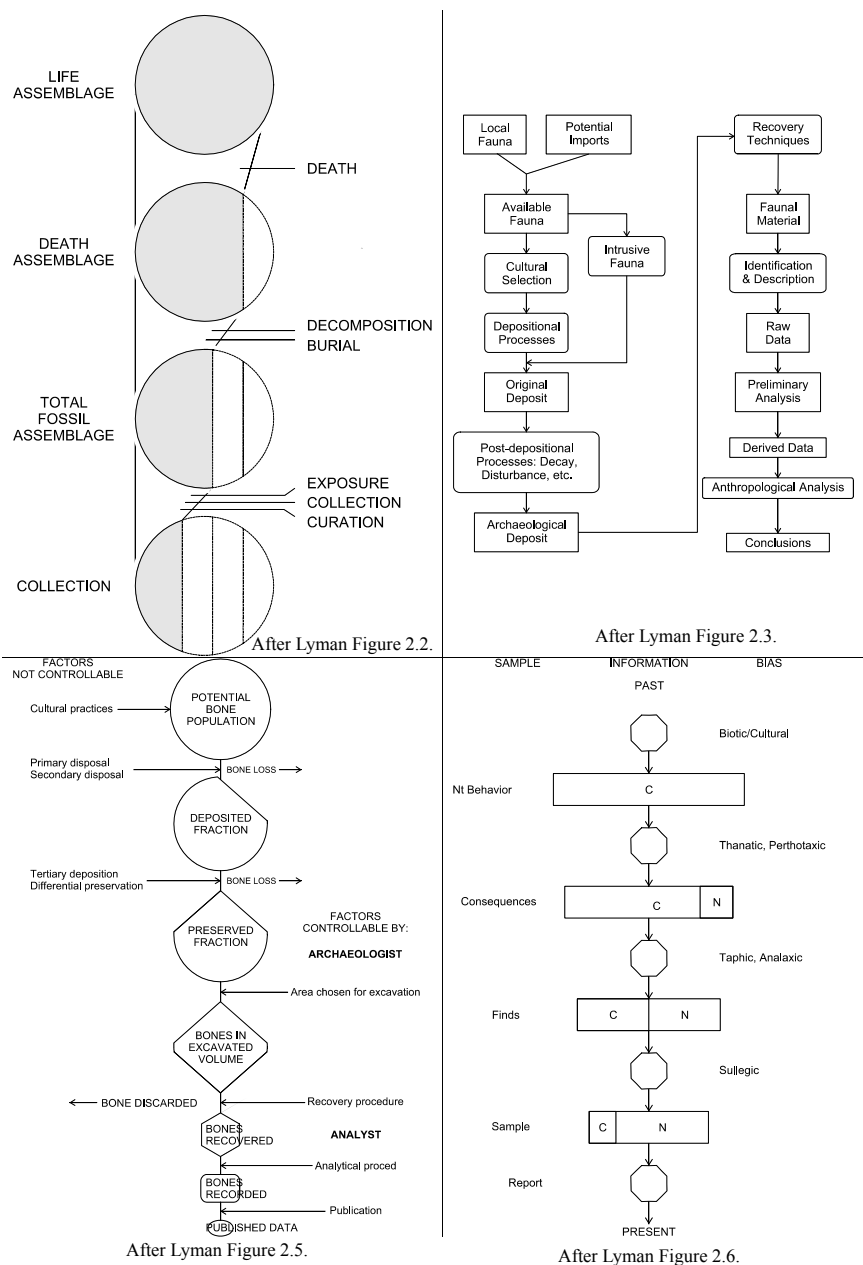 LIFE
ASSEMBLAGE
DEATH
DEATH
ASSEMBLAGE
DECOMPOSITION
BURIAL
TOTAL
FOSSIL
ASSEMBLAGE
EXPOSURE
COLLECTION
CURATION
COLLECTION
After Lyman Figure 2.2.
Local
Fauna
Potential
Imports
Available
Fauna
Intrusive
Fauna
Cultural
Selection
Depositional
Processes
Original
Deposit
Post-depositional
Processes: Decay,
Disturbance, etc.
Archaeological
Deposit
Recovery
Techniques
Faunal
Material
Identification
& Description
Raw
Data
Preliminary
Analysis
Derived Data
Anthropological Analysis
Conclusions
After Lyman Figure 2.3.
FACTORS
NOT CONTROLLABLE
POTENTIAL
BONE
POPULATION
Cultural practices
Primary disposal
Secondary disposal
BONE LOSS
DEPOSITED
FRACTION
Tertiary deposition
Differential preservation
BONE LOSS
PRESERVED
FRACTION
FACTORS
CONTROLLABLE BY:
ARCHAEOLOGIST
Area chosen for excavation
BONES IN
EXCAVATED
VOLUME
BONE DISCARDED
Recovery procedure
BONES
RECOVERED
ANALYST
Analytical proced
BONES
RECORDED
Publication
PUBLISHED DATA
After Lyman Figure 2.5.
SAMPLE
INFORMATION
BIAS
PAST
Biotic/Cultural
Nt Behavior
C
Thanatic, Perthotaxic
Consequences
C
N
Taphic, Analaxic
Finds
C
N
Sullegic
Sample
C
N
Report
PRESENT
After Lyman Figure 2.6.